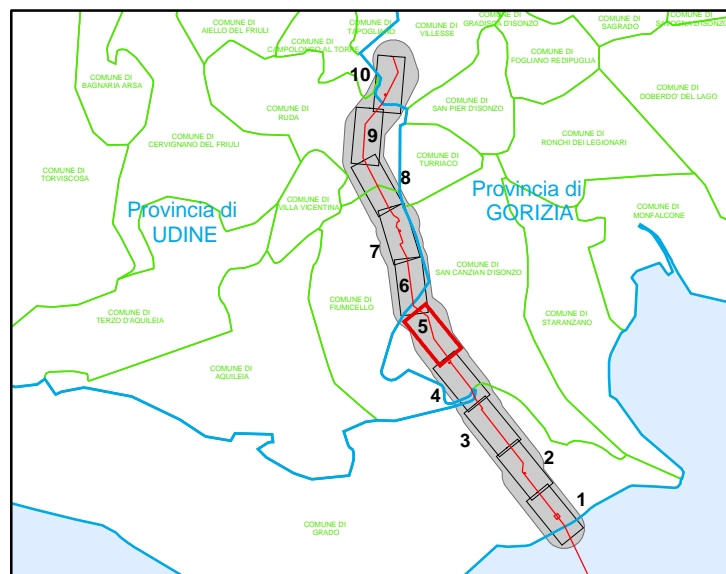 COMUNE DI
AIELLO DEL FRIULI
COMUNE DI
CAMPOLONGO AL TORRE
COMUNE DI
TAPOGLIANO
COMUNE DI
VILLESSE
COMUNE DI
GRADISCA D'ISONZO
COMUNE DI
SAGRADO
COMUNE DI
SAVOGNA D'ISONZO
COMUNE DI
FOGLIANO REDIPUGLIA
COMUNE DI
BAGNARIA ARSA
10
COMUNE DI
DOBERDO' DEL LAGO
COMUNE DI
RUDA
COMUNE DI
SAN PIER D'ISONZO
9
COMUNE DI
CERVIGNANO DEL FRIULI
COMUNE DI
RONCHI DEI LEGIONARI
COMUNE DI
TURRIACO
COMUNE DI
TORVISCOSA
8
Provincia di
UDINE
COMUNE DI
VILLA VICENTINA
Provincia di
GORIZIA
COMUNE DI
MONFALCONE
7
COMUNE DI
SAN CANZIAN D'ISONZO
6
COMUNE DI
FIUMICELLO
COMUNE DI
TERZO D'AQUILEIA
COMUNE DI
STARANZANO
5
COMUNE DI
AQUILEIA
4
3
2
1
COMUNE DI
GRADO